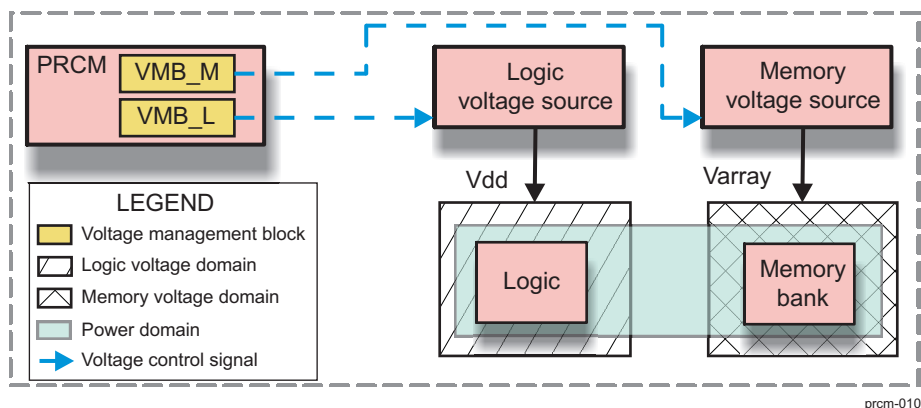 PRCM
VMB_M
VMB_L
Logic
voltage source
Memory
voltage source
Vdd
Varray
LEGEND
Voltage management block
Logic voltage domain
Memory voltage domain
Power domain
Voltage control signal
Logic
Memory
bank
prcm-010